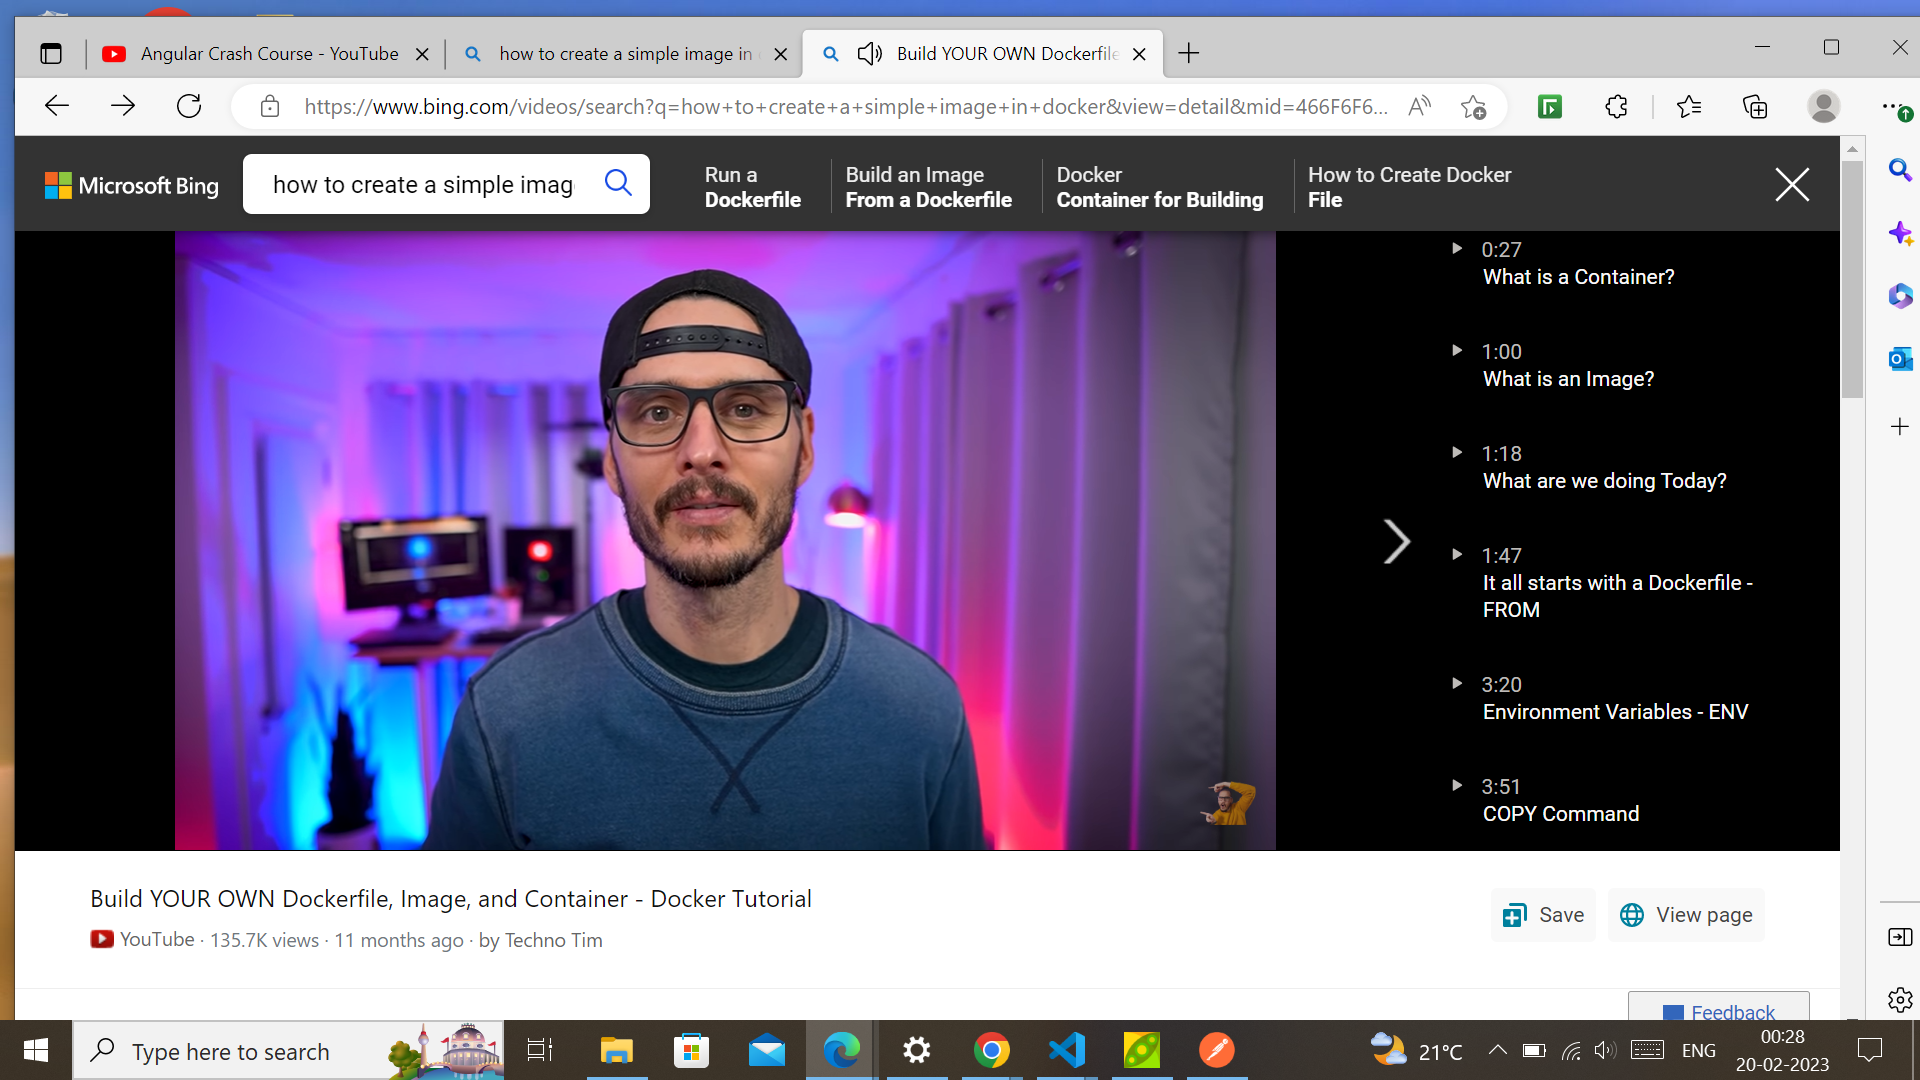 Angular Crash Course - YouTube
how to create a simple image in
Build YOUR OWN Dockerfile
https://www.bing.com/videos/search?q=how+to+create+a+simple+image+in+docker&view=detail&mid=466F6F6...
Microsoft Bing
how to create a simple imag
Run a
Dockerfile
Build an Image
From a Dockerfile
Docker
Container for Building
How to Create Docker
File
0:27
What is a Container?
1:00
What is an Image?
1:18
What are we doing Today?
1:47
It all starts with a Dockerfile -
FROM
3:20
Environment Variables - ENV
3:51
COPY Command
Build YOUR OWN Dockerfile, Image, and Container - Docker Tutorial
YouTube · 135.7K views · 11 months ago · by Techno Tim
Save
View page
Feedback
Type here to search
21°C
ENG
00:28
20-02-2023